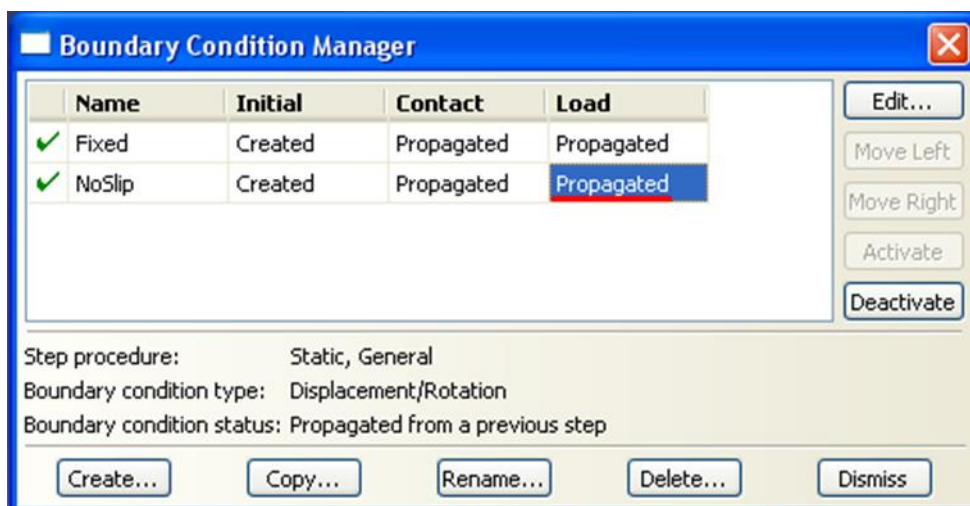 Boundary Condition Manager
Name Initial Contact Load
Fixed Created Propagated Propagated
NoSlip Created Propagated Propagated
Edit...
Move Left
Move Right
Activate
Deactivate
Step procedure: Static, General
Boundary condition type: Displacement/Rotation
Boundary condition status: Propagated from a previous step
Create... Copy... Rename... Delete... Dismiss